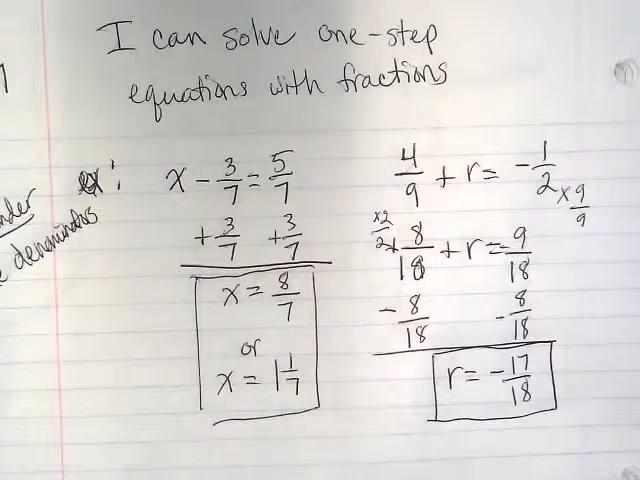 I can solve one-step
equations with fractions
ex:
x - 3/7 = 5/7
+ 3/7 + 3/7
x = 8/7
or
x = 1 1/7
4/9 + r = - 1/2 x 9/9
x2/2 + 8/18 + r = - 9/18
- 8/18 - 8/18
r = - 17/18